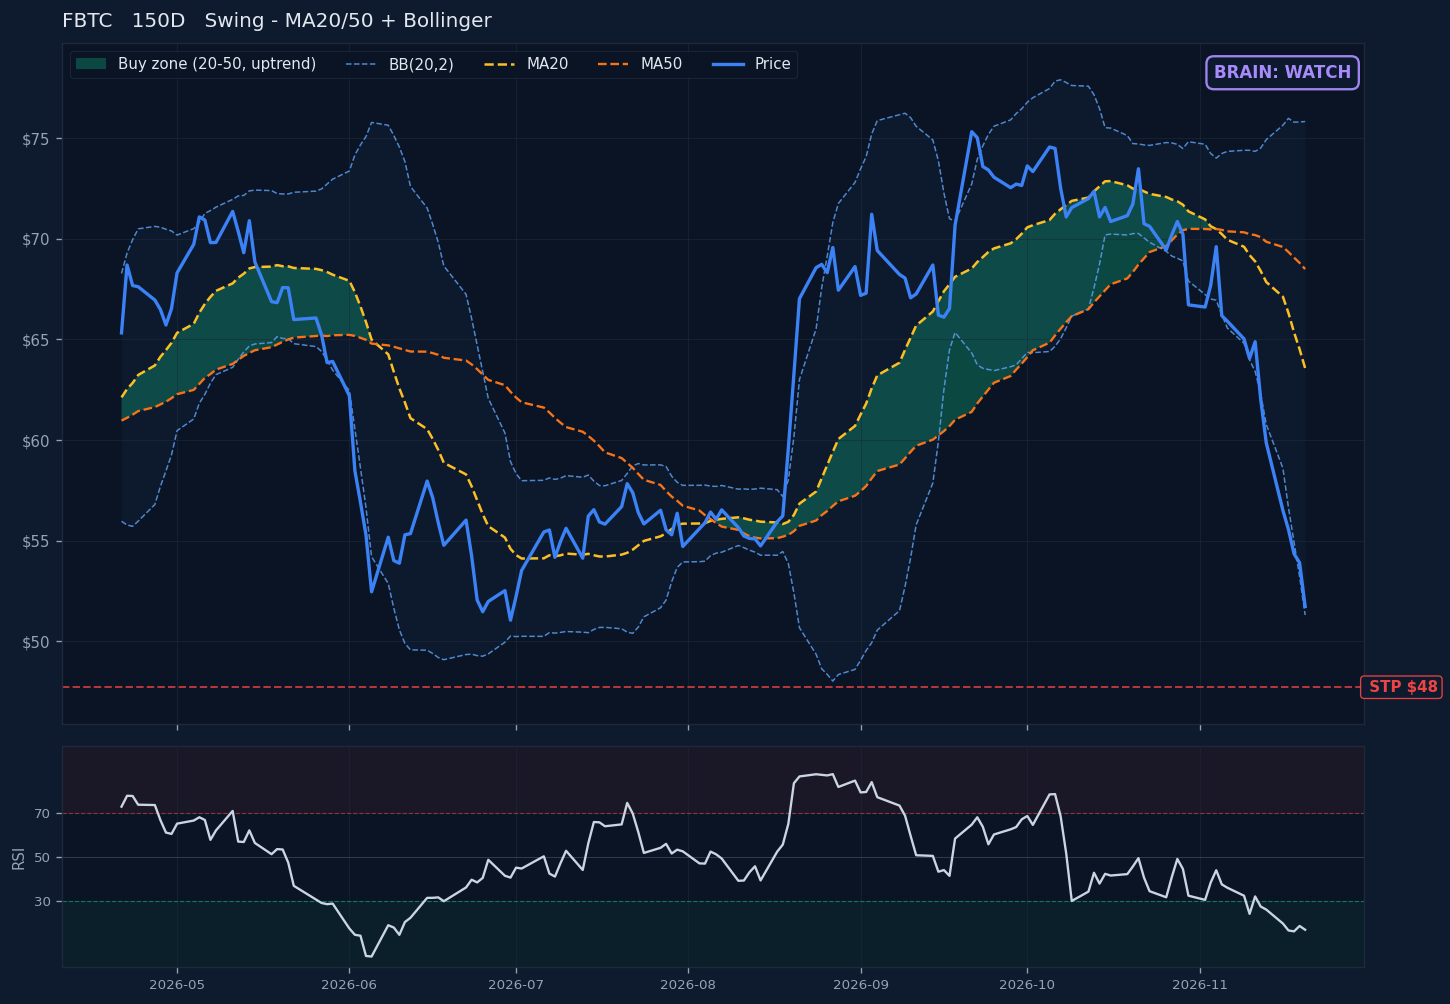 FBTC 150D Swing - MA20/50 + Bollinger
Buy zone (20-50, uptrend) BB(20,2) MA20 MA50 Price
BRAIN: WATCH
$75
$70
$65
$60
$55
$50
STP $48
70
50
30
RSI
2026-05 2026-06 2026-07 2026-08 2026-09 2026-10 2026-11